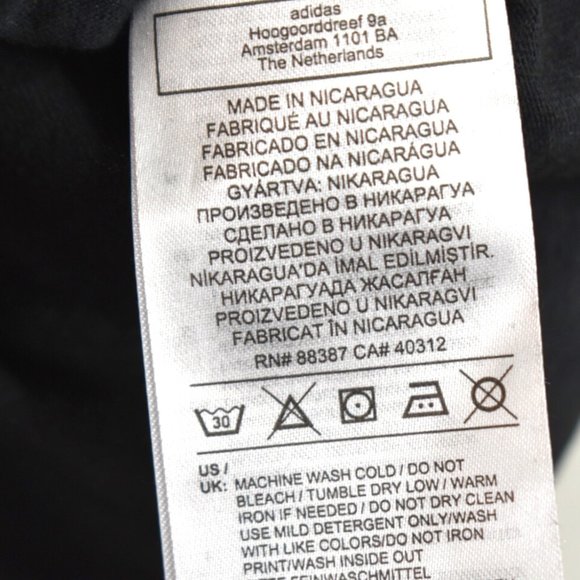 adidas
Hoogoorddreef 9a
Amsterdam 1101 BA
The Netherlands
MADE IN NICARAGUA
FABRIQUÉ AU NICARAGUA
FABRICADO EN NICARAGUA
FABRICADO NA NICARÁGUA
GYÁRTVA: NIKARAGUA
ПРОИЗВЕДЕНО В НИКАРАГУА
СДЕЛАНО В НИКАРАГУА
PROIZVEDENO U NIKARAGVI
NİKARAGUA'DA İMAL EDİLMİŞTİR.
НИКАРАГУАДА ЖАСАЛҒАН
PROIZVEDENO U NIKARAGVI
FABRICAT ÎN NICARAGUA
RN# 88387 CA# 40312
30
US /
UK: MACHINE WASH COLD / DO NOT
BLEACH / TUMBLE DRY LOW / WARM
IRON IF NEEDED / DO NOT DRY CLEAN
USE MILD DETERGENT ONLY/WASH
WITH LIKE COLORS/DO NOT IRON
PRINT/WASH INSIDE OUT
FEINWASCHMITTEL